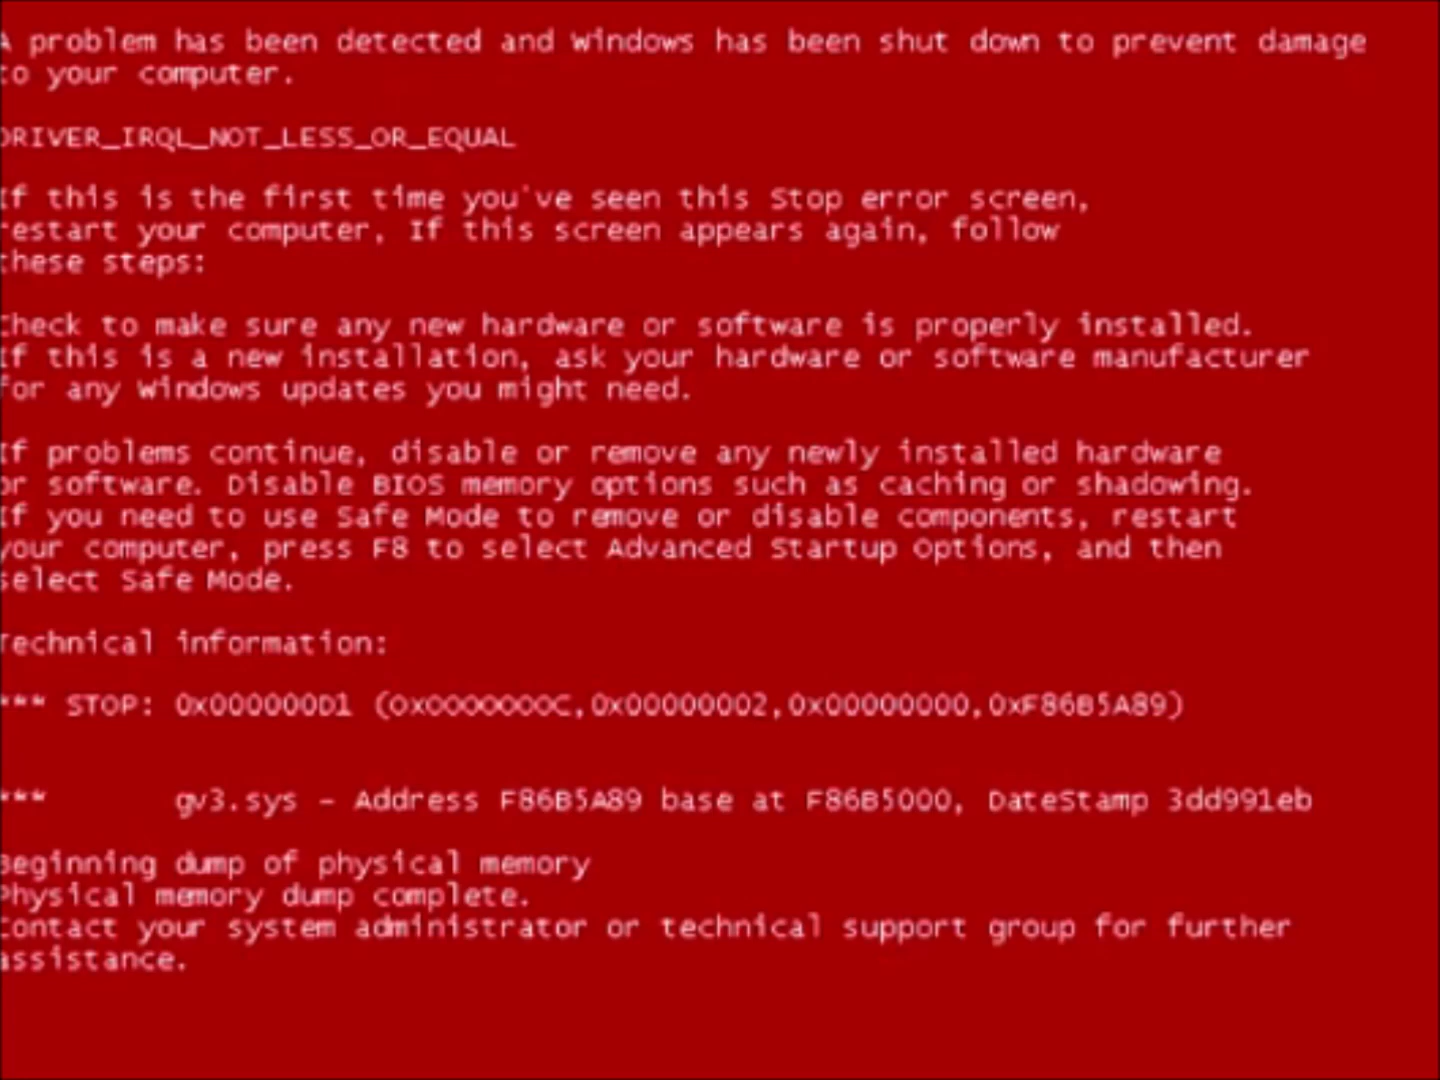 A problem has been detected and Windows has been shut down to prevent damage
to your computer.
DRIVER_IRQL_NOT_LESS_OR_EQUAL
If this is the first time you've seen this Stop error screen,
restart your computer, If this screen appears again, follow
these steps:
Check to make sure any new hardware or software is properly installed.
If this is a new installation, ask your hardware or software manufacturer
for any Windows updates you might need.
If problems continue, disable or remove any newly installed hardware
or software. Disable BIOS memory options such as caching or shadowing.
If you need to use Safe Mode to remove or disable components, restart
your computer, press F8 to select Advanced Startup Options, and then
select Safe Mode.
Technical information:
*** STOP: 0x000000D1 (0x0000000C,0x00000002,0x00000000,0xF86B5A89)
*** gv3.sys - Address F86B5A89 base at F86B5000, DateStamp 3dd991eb
Beginning dump of physical memory
Physical memory dump complete.
Contact your system administrator or technical support group for further
assistance.